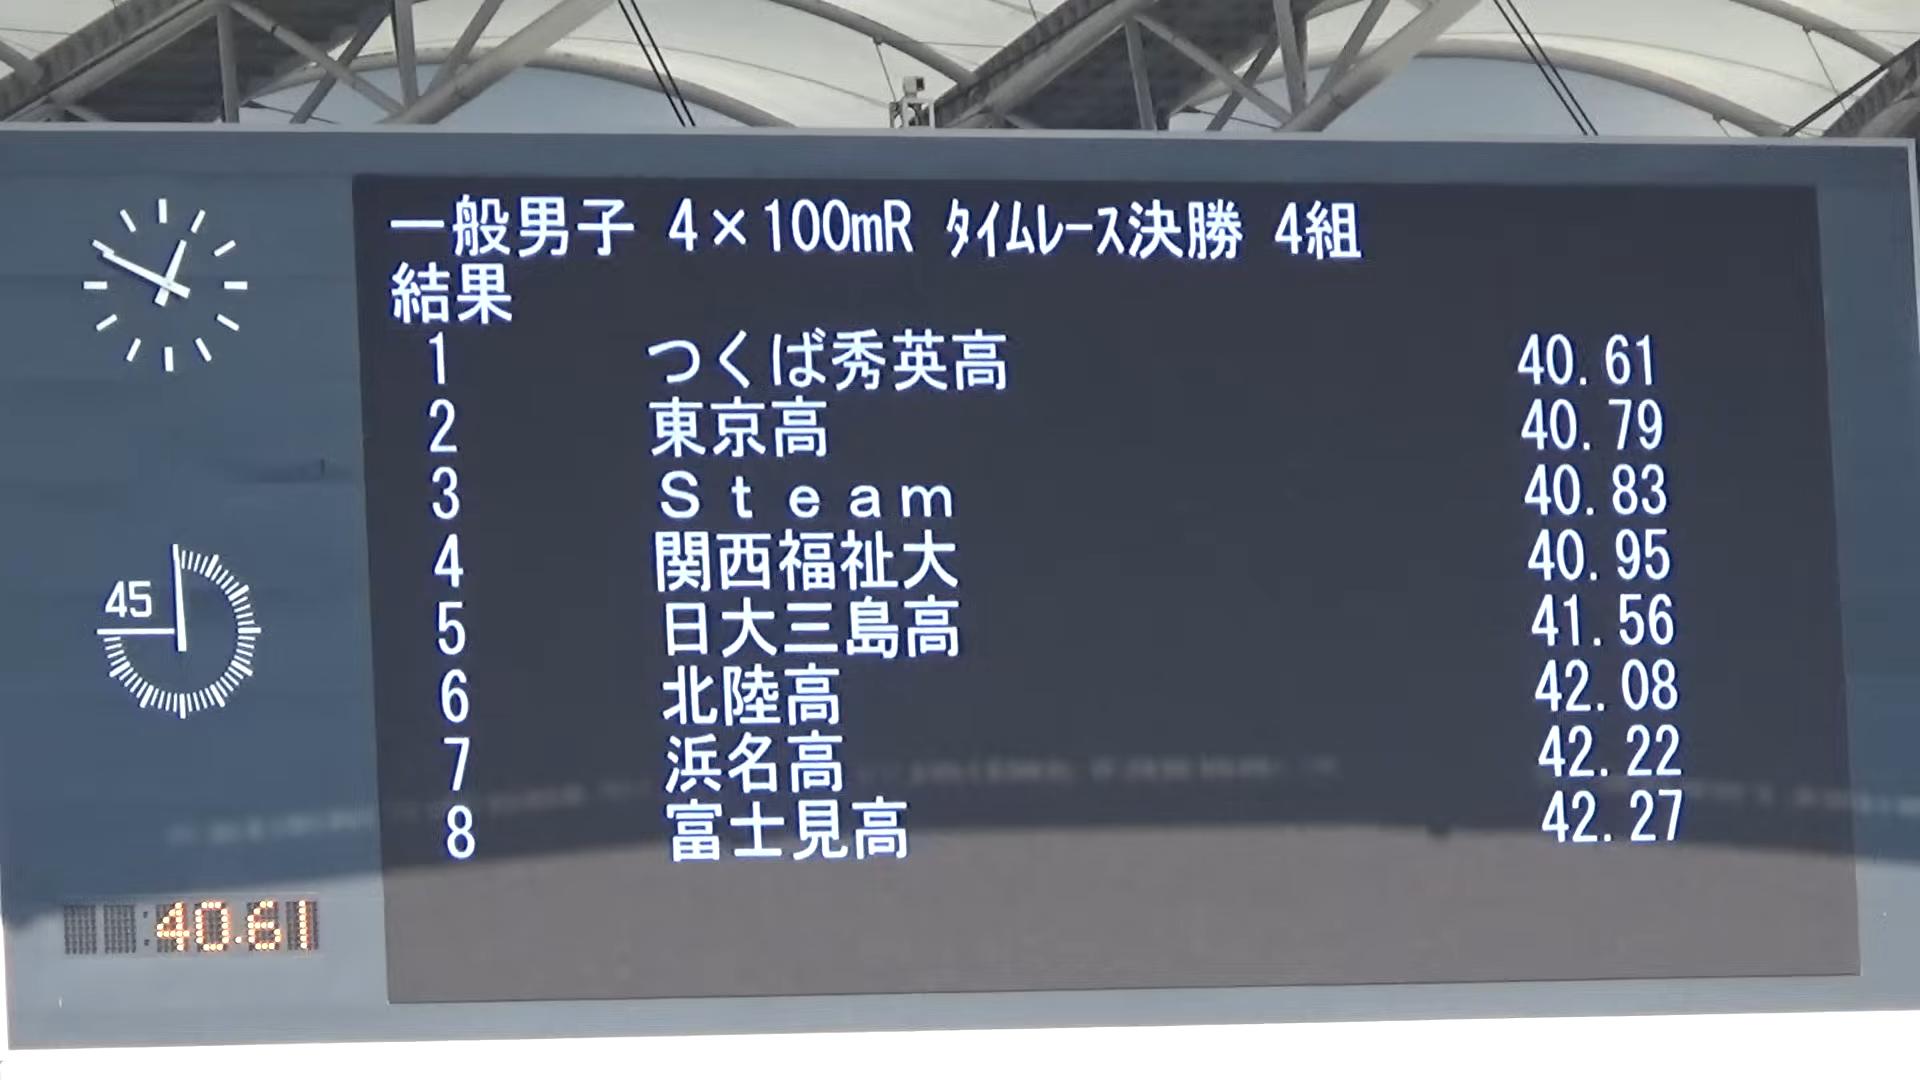 一般男子 4×100mR ﾀｲﾑﾚｰｽ決勝 4組
結果
1 つくば秀英高 40.61
2 東京高 40.79
3 Ｓｔｅａｍ 40.83
4 関西福祉大 40.95
5 日大三島高 41.56
6 北陸高 42.08
7 浜名高 42.22
8 富士見高 42.27
45
:40.61